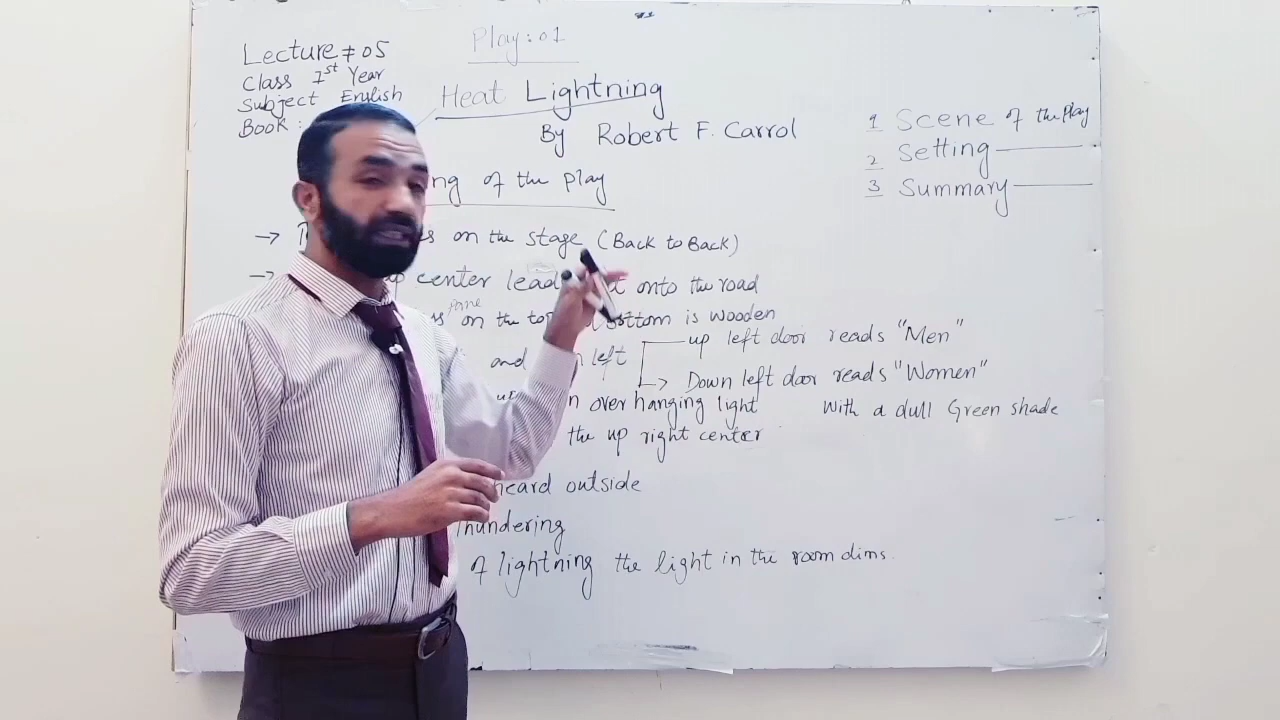 Play: 01
Lecture # 05
Class 1st Year
Subject English
Book :
Heat Lightning
By Robert F. Carrol
1 Scene of the Play
2 Setting
3 Summary
ng of the play
→ on the stage (Back to Back)
→ up center lead onto the road
pane
on the top bottom is wooden
and left
up left door reads "Men"
Down left door reads "Women"
over hanging light with a dull Green shade
the up right center
heard outside
Thundering
of lightning the light in the room dims.